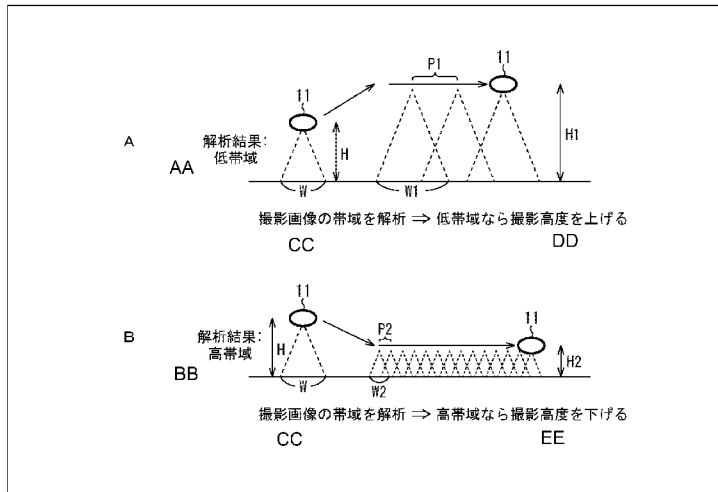 11
P1
11
A
解析結果:
低帯域
H
H1
AA
W
W1
撮影画像の帯域を解析 ⇒ 低帯域なら撮影高度を上げる
CC
DD
11
11
B
解析結果:
高帯域
H
P2
H2
BB
W
W2
撮影画像の帯域を解析 ⇒ 高帯域なら撮影高度を下げる
CC
EE